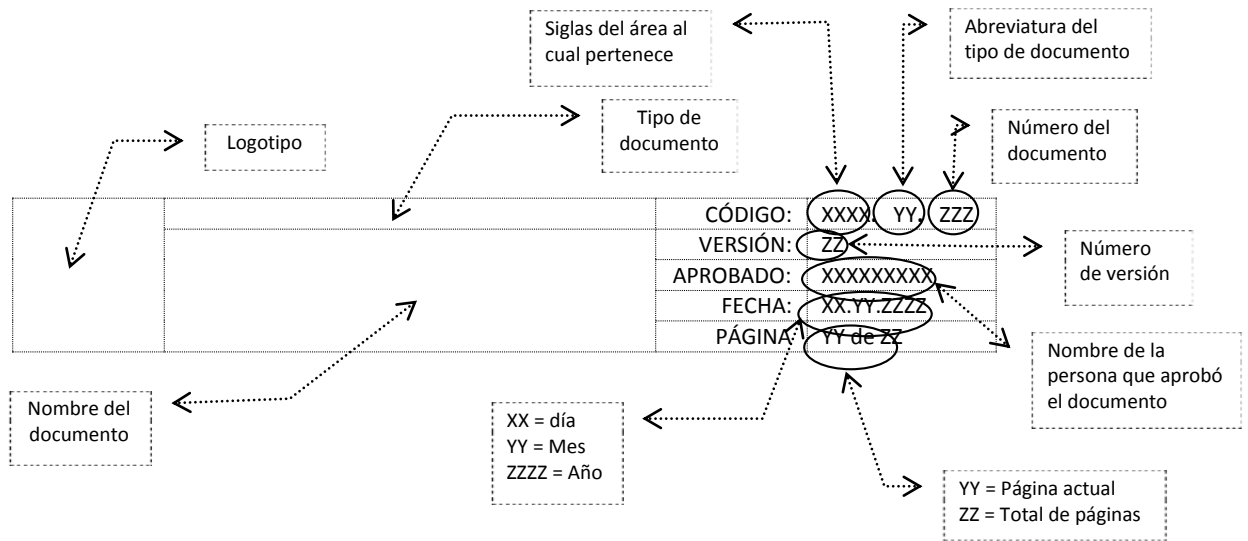 Siglas del área al
cual pertenece
Abreviatura del
tipo de documento
Logotipo
Tipo de
documento
Número del
documento
CÓDIGO: XXXX. YY. ZZZ
VERSIÓN: ZZ
APROBADO: XXXXXXXXX
FECHA: XX.YY.ZZZZ
PÁGINA YY de ZZ
Número
de versión
Nombre de la
persona que aprobó
el documento
Nombre del
documento
XX = día
YY = Mes
ZZZZ = Año
YY = Página actual
ZZ = Total de páginas